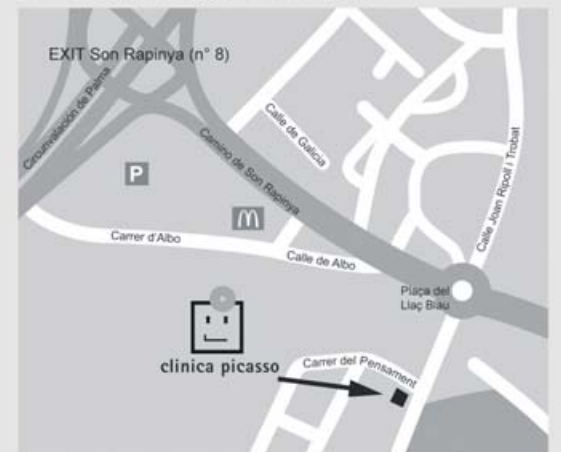 EXIT Son Rapinya (n° 8)
Circunvalación de Palma
Calle de Galicia
Camino de Son Rapinya
Calle Joan Ripoll i Trobat
P
Carrer d'Albo
Calle de Albo
Plaça del
Llaç Blau
clinica picasso
Carrer del Pensament